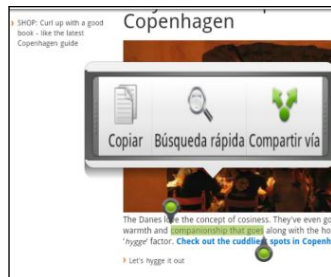 SHOP: Curl up with a good
book - like the latest
Copenhagen guide
Copenhagen
Copiar Búsqueda rápida Compartir vía
The Danes the concept of cosiness. They've even go
warmth and companionship that goes along with the ho
'hygge' factor. Check out the cuddliest spots in Copenh
Let's hygge it out